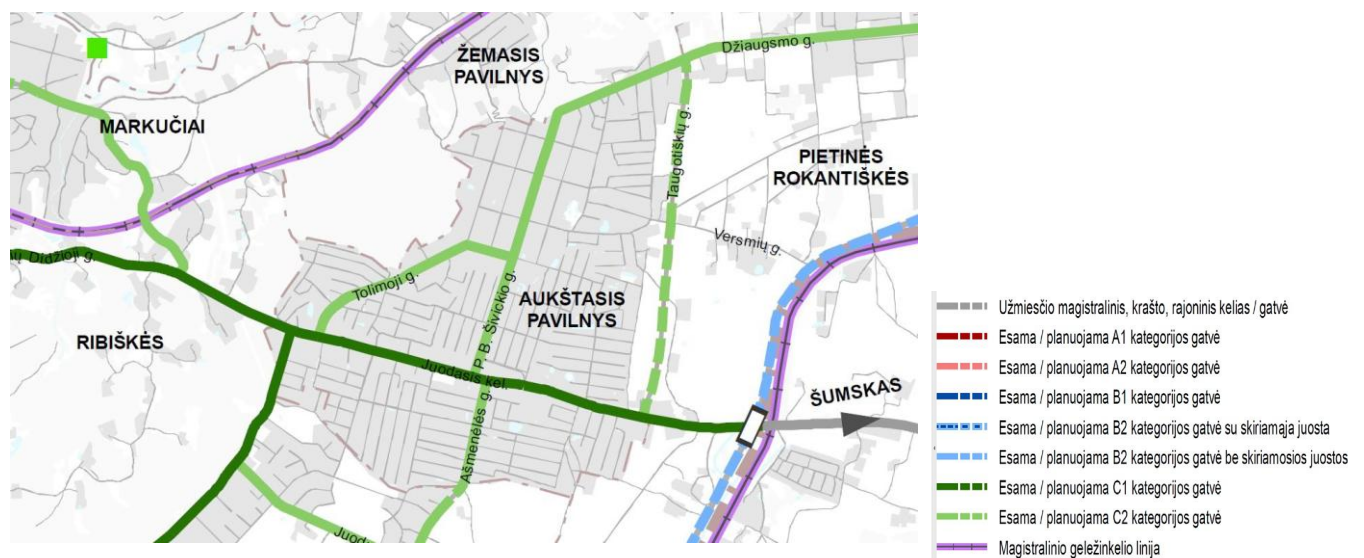 Džiaugsmo g.
ŽEMASIS
PAVILNYS
MARKUČIAI
Taugotiškių g.
PIETINĖS
ROKANTIŠKĖS
Versmių g.
ų Didžioji g.
Tolimoji g.
AUKŠTASIS
PAVILNYS
P. B. Šivickio g.
RIBIŠKĖS
Juodasis kel.
ŠUMSKAS
Ašmenėlės g.
Juod
Užmiesčio magistralinis, krašto, rajoninis kelias / gatvė
Esama / planuojama A1 kategorijos gatvė
Esama / planuojama A2 kategorijos gatvė
Esama / planuojama B1 kategorijos gatvė
Esama / planuojama B2 kategorijos gatvė su skiriamąja juosta
Esama / planuojama B2 kategorijos gatvė be skiriamosios juostos
Esama / planuojama C1 kategorijos gatvė
Esama / planuojama C2 kategorijos gatvė
Magistralinio geležinkelio linija